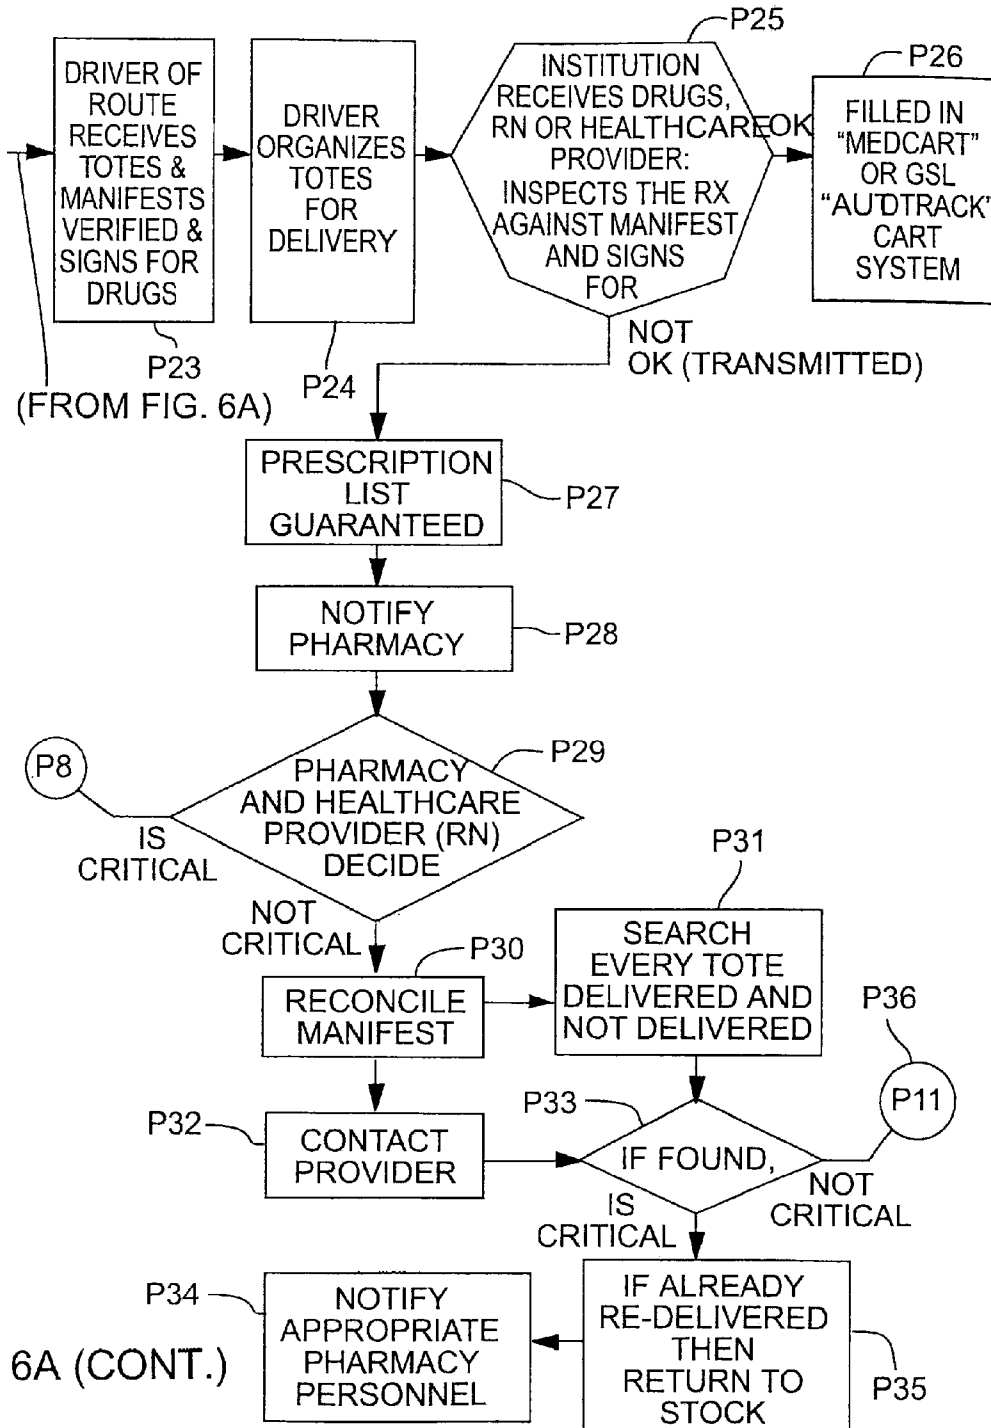 P25
P26
DRIVER OF
ROUTE
RECEIVES
TOTES &
MANIFESTS
VERIFIED &
SIGNS FOR
DRUGS
P23
(FROM FIG. 6A)
DRIVER
ORGANIZES
TOTES
FOR
DELIVERY
P24
INSTITUTION
RECEIVES DRUGS,
RN OR HEALTHCARE
PROVIDER:
INSPECTS THE RX
AGAINST MANIFEST
AND SIGNS
FOR
OK
FILLED IN
"MEDCART"
OR GSL
"AUTDTRACK"
CART
SYSTEM
NOT
OK (TRANSMITTED)
PRESCRIPTION
LIST
GUARANTEED
P27
NOTIFY
PHARMACY
P28
P8
PHARMACY
AND HEALTHCARE
PROVIDER (RN)
DECIDE
P29
IS
CRITICAL
NOT
CRITICAL
P30
RECONCILE
MANIFEST
P31
SEARCH
EVERY TOTE
DELIVERED AND
NOT DELIVERED
P36
P11
P32
CONTACT
PROVIDER
P33
IF FOUND,
NOT
CRITICAL
IS
CRITICAL
P34
NOTIFY
APPROPRIATE
PHARMACY
PERSONNEL
IF ALREADY
RE-DELIVERED
THEN
RETURN TO
STOCK
P35
6A (CONT.)